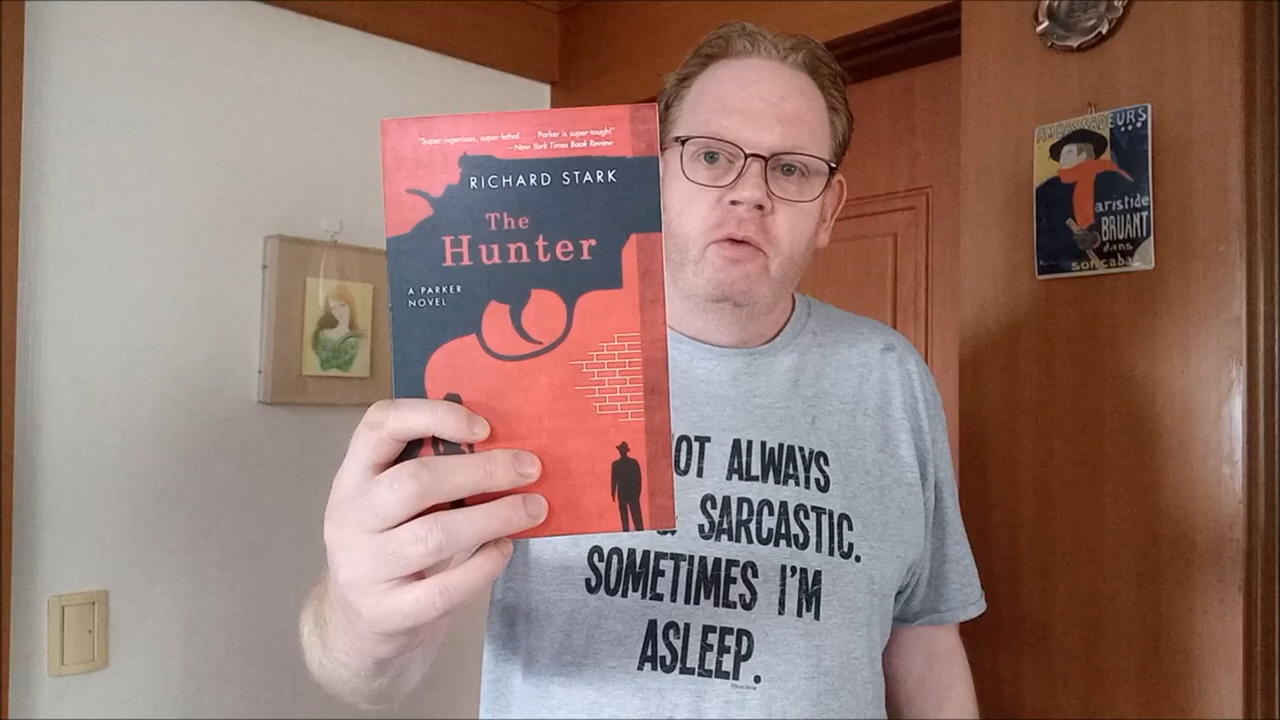 "Super-ingenious, super-lethal. . . . Parker is super-tough!"
—New York Times Book Review
RICHARD STARK
The
Hunter
A PARKER
NOVEL
OT ALWAYS
SARCASTIC.
SOMETIMES I'M
ASLEEP.
AMBASSADEURS
aristide
BRUANT
dans
son cabar